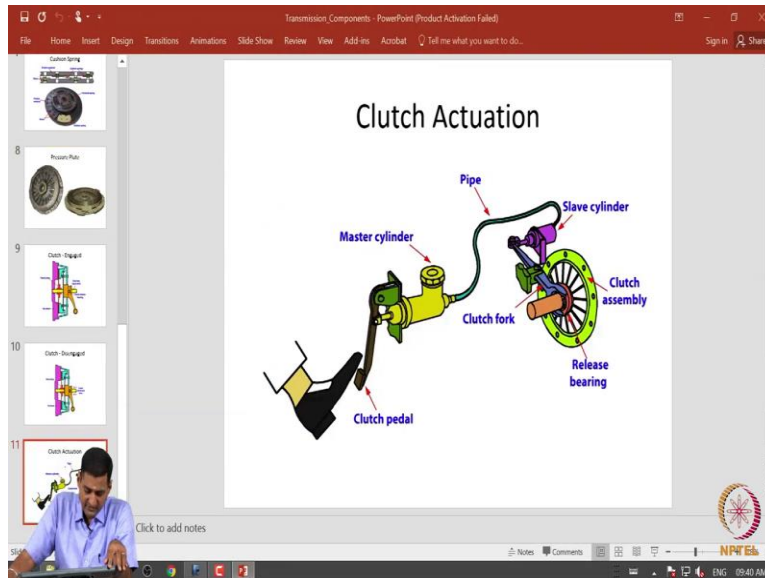 Transmission_Components - PowerPoint (Product Activation Failed)
File Home Insert Design Transitions Animations Slide Show Review View Add-ins Acrobat Tell me what you want to do... Sign in Share
Cushion Spring
8
Pressure Plate
9
Clutch - Engaged
10
Clutch - Disengaged
11
Clutch Actuation
Clutch Actuation
Pipe
Slave cylinder
Master cylinder
Clutch
assembly
Clutch fork
Release
bearing
Clutch pedal
Click to add notes
Notes Comments
NPTEL
ENG 09:40 AM